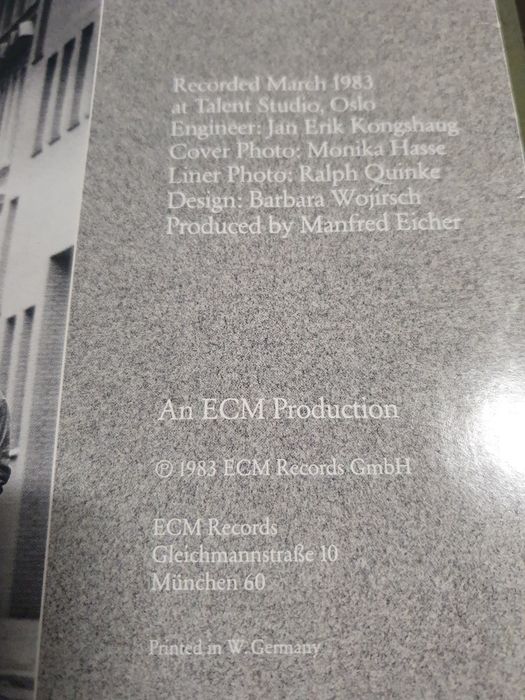 Recorded March 1983
at Talent Studio, Oslo
Engineer: Jan Erik Kongshaug
Cover Photo: Monika Hasse
Liner Photo: Ralph Quinke
Design: Barbara Wojirsch
Produced by Manfred Eicher
An ECM Production
℗ 1983 ECM Records GmbH
ECM Records
Gleichmannstraße 10
München 60
Printed in W. Germany